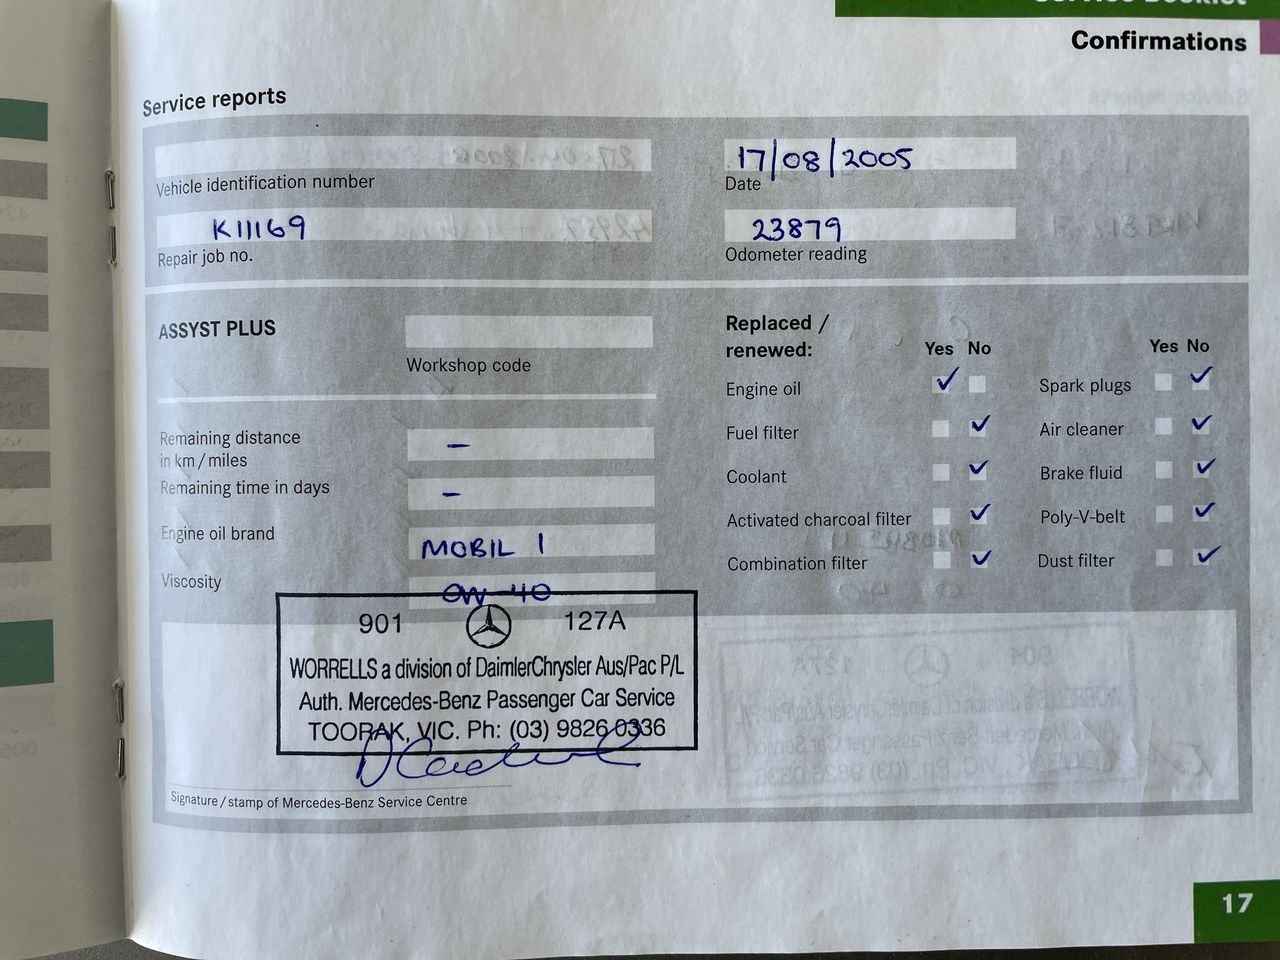 Service Booklet
Confirmations
Service reports
Vehicle identification number
17/08/2005
Date
K11169
Repair job no.
23879
Odometer reading
ASSYST PLUS
Workshop code
Remaining distance
in km / miles
–
Remaining time in days
–
Engine oil brand
MOBIL 1
Viscosity
0W-40
Replaced /
renewed:
Yes No
Engine oil ✓
Fuel filter ✓
Coolant ✓
Activated charcoal filter ✓
Combination filter ✓
Yes No
Spark plugs ✓
Air cleaner ✓
Brake fluid ✓
Poly-V-belt ✓
Dust filter ✓
901 127A
WORRELLS a division of DaimlerChrysler Aus/Pac P/L
Auth. Mercedes-Benz Passenger Car Service
TOORAK, VIC. Ph: (03) 9826 0336
Signature / stamp of Mercedes-Benz Service Centre
17